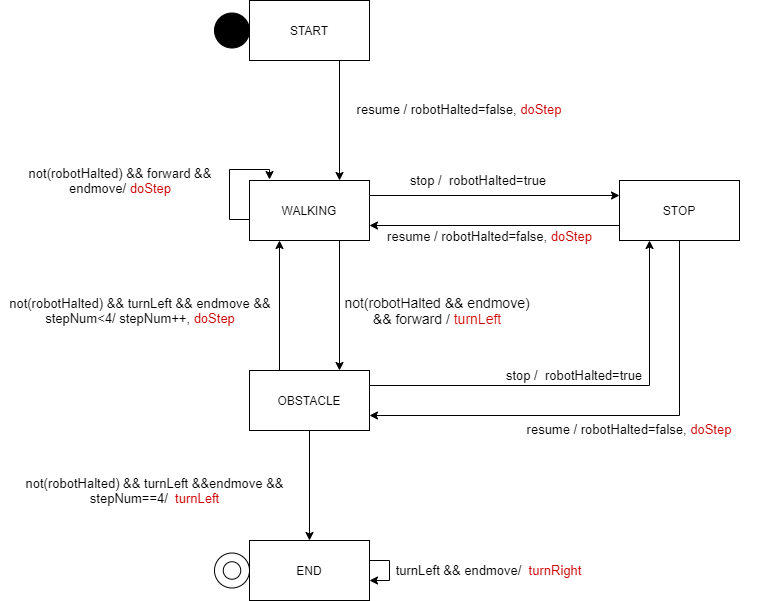 START
resume / robotHalted=false, doStep
not(robotHalted) && forward &&
endmove/ doStep
stop /  robotHalted=true
WALKING
STOP
resume / robotHalted=false, doStep
not(robotHalted) && turnLeft && endmove &&
stepNum<4/ stepNum++, doStep
not(robotHalted && endmove)
&& forward / turnLeft
stop /  robotHalted=true
OBSTACLE
resume / robotHalted=false, doStep
not(robotHalted) && turnLeft &&endmove &&
stepNum==4/  turnLeft
END
turnLeft && endmove/  turnRight